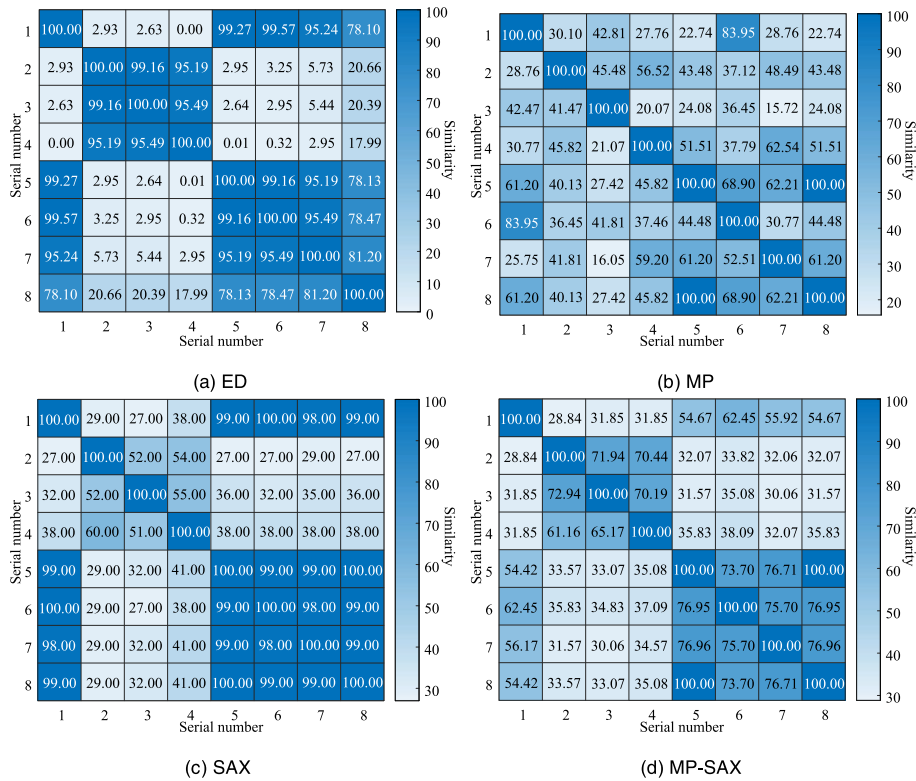 1 100.00 2.93 2.63 0.00 99.27 99.57 95.24 78.10 100
2 2.93 100.00 99.16 95.19 2.95 3.25 5.73 20.66 90
3 2.63 99.16 100.00 95.49 2.64 2.95 5.44 20.39 80
4 0.00 95.19 95.49 100.00 0.01 0.32 2.95 17.99 70
5 99.27 2.95 2.64 0.01 100.00 99.16 95.19 78.13 60
6 99.57 3.25 2.95 0.32 99.16 100.00 95.49 78.47 50
7 95.24 5.73 5.44 2.95 95.19 95.49 100.00 81.20 40
8 78.10 20.66 20.39 17.99 78.13 78.47 81.20 100.00 30
20
10
0
1 2 3 4 5 6 7 8
Serial number
Serial number
Similarity
(a) ED
1 100.00 30.10 42.81 27.76 22.74 83.95 28.76 22.74 100
2 28.76 100.00 45.48 56.52 43.48 37.12 48.49 43.48 90
3 42.47 41.47 100.00 20.07 24.08 36.45 15.72 24.08 80
4 30.77 45.82 21.07 100.00 51.51 37.79 62.54 51.51 70
5 61.20 40.13 27.42 45.82 100.00 68.90 62.21 100.00 60
6 83.95 36.45 41.81 37.46 44.48 100.00 30.77 44.48 50
7 25.75 41.81 16.05 59.20 61.20 52.51 100.00 61.20 40
8 61.20 40.13 27.42 45.82 100.00 68.90 62.21 100.00 30
20
1 2 3 4 5 6 7 8
Serial number
Serial number
Similarity
(b) MP
1 100.00 29.00 27.00 38.00 99.00 100.00 98.00 99.00 100
2 27.00 100.00 52.00 54.00 27.00 27.00 29.00 27.00 90
3 32.00 52.00 100.00 55.00 36.00 32.00 35.00 36.00 80
4 38.00 60.00 51.00 100.00 38.00 38.00 38.00 38.00 70
5 99.00 29.00 32.00 41.00 100.00 99.00 99.00 100.00 60
6 100.00 29.00 27.00 38.00 99.00 100.00 98.00 99.00 50
7 98.00 29.00 32.00 41.00 99.00 98.00 100.00 99.00 40
8 99.00 29.00 32.00 41.00 100.00 99.00 99.00 100.00 30
1 2 3 4 5 6 7 8
Serial number
Serial number
Similarity
(c) SAX
1 100.00 28.84 31.85 31.85 54.67 62.45 55.92 54.67 100
2 28.84 100.00 71.94 70.44 32.07 33.82 32.06 32.07 90
3 31.85 72.94 100.00 70.19 31.57 35.08 30.06 31.57 80
4 31.85 61.16 65.17 100.00 35.83 38.09 32.07 35.83 70
5 54.42 33.57 33.07 35.08 100.00 73.70 76.71 100.00 60
6 62.45 35.83 34.83 37.09 76.95 100.00 75.70 76.95 50
7 56.17 31.57 30.06 34.57 76.96 75.70 100.00 76.96 40
8 54.42 33.57 33.07 35.08 100.00 73.70 76.71 100.00 30
1 2 3 4 5 6 7 8
Serial number
Serial number
Similarity
(d) MP-SAX